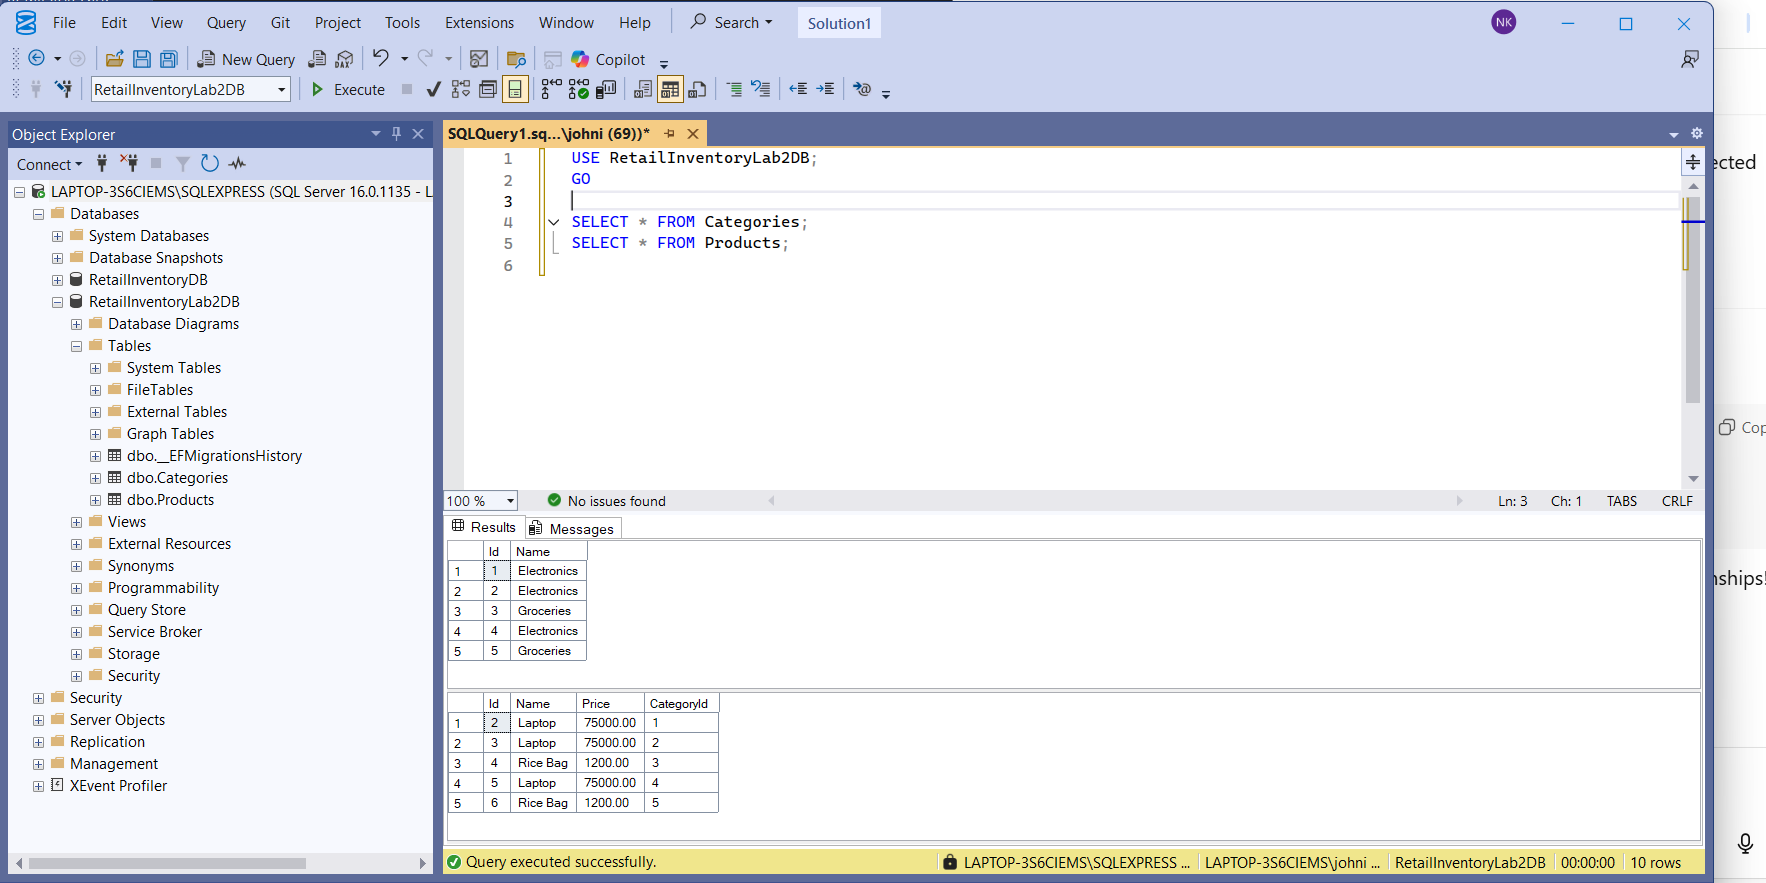 File Edit View Query Git Project Tools Extensions Window Help Search Solution1 NK
New Query DAX Copilot
RetailInventoryLab2DB Execute
Object Explorer
Connect
LAPTOP-3S6CIEMS\SQLEXPRESS (SQL Server 16.0.1135 - L
Databases
System Databases
Database Snapshots
RetailInventoryDB
RetailInventoryLab2DB
Database Diagrams
Tables
System Tables
FileTables
External Tables
Graph Tables
dbo.__EFMigrationsHistory
dbo.Categories
dbo.Products
Views
External Resources
Synonyms
Programmability
Query Store
Service Broker
Storage
Security
Security
Server Objects
Replication
Management
XEvent Profiler
SQLQuery1.sq...\johni (69))*
1 USE RetailInventoryLab2DB;
2 GO
3
4 SELECT * FROM Categories;
5 SELECT * FROM Products;
6
100 % No issues found Ln: 3 Ch: 1 TABS CRLF
Results Messages
Id Name
1 1 Electronics
2 2 Electronics
3 3 Groceries
4 4 Electronics
5 5 Groceries
Id Name Price CategoryId
1 2 Laptop 75000.00 1
2 3 Laptop 75000.00 2
3 4 Rice Bag 1200.00 3
4 5 Laptop 75000.00 4
5 6 Rice Bag 1200.00 5
Query executed successfully. LAPTOP-3S6CIEMS\SQLEXPRESS ... LAPTOP-3S6CIEMS\johni ... RetailInventoryLab2DB 00:00:00 10 rows
ected
Cop
nships!